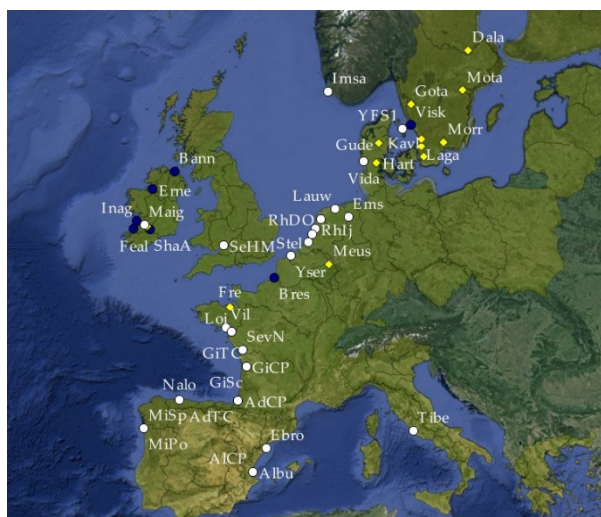 Dala
Imsa
Mota
Gota
YFS1
Visk
Gude
Kavl
Morr
Bann
Hart
Laga
Vida
Erne
Lauw
Ems
Inag
Maig
RhDO
RhIj
Feal ShaA
SeHM
Stel
Meus
Yser
Fre
Bres
Vil
Loi
SevN
GiTC
GiCP
Nalo
GiSc
MiSp
AdTC
AdCP
Tibe
MiPo
Ebro
AlCP
Albu